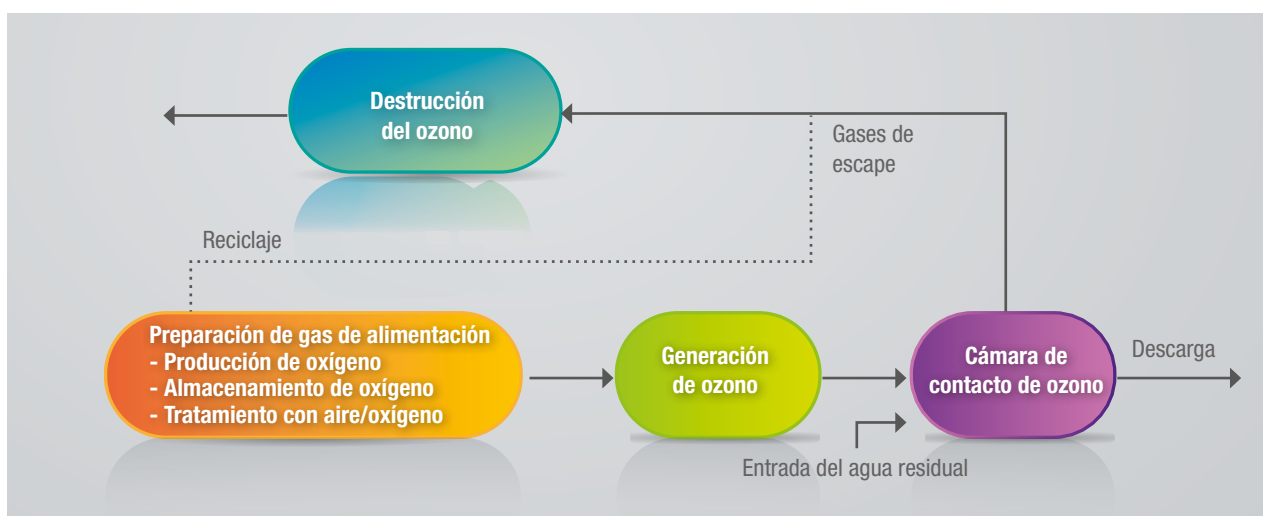 Destrucción
del ozono
Gases de
escape
Reciclaje
Preparación de gas de alimentación
- Producción de oxígeno
- Almacenamiento de oxígeno
- Tratamiento con aire/oxígeno
Generación
de ozono
Cámara de
contacto de ozono
Descarga
Entrada del agua residual